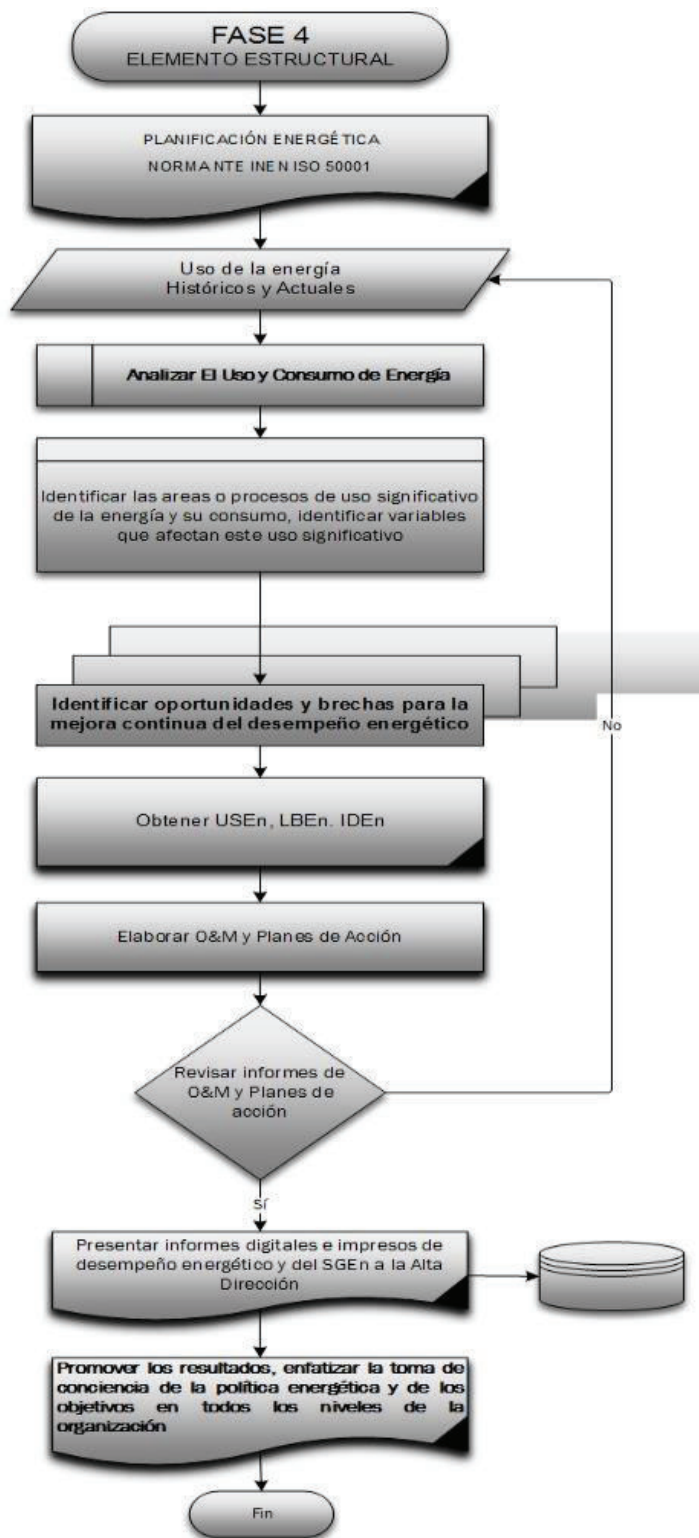 FASE 4
ELEMENTO ESTRUCTURAL
PLANIFICACIÓN ENERGÉTICA
NORMA NTE INEN ISO 50001
Uso de la energía
Históricos y Actuales
Analizar El Uso y Consumo de Energía
Identificar las areas o procesos de uso significativo
de la energía y su consumo, identificar variables
que afectan este uso significativo
Identificar oportunidades y brechas para la
mejora continua del desempeño energético
No
Obtener USEn, LBEn. IDEn
Elaborar O&M y Planes de Acción
Revisar informes de
O&M y Planes de
acción
Sí
Presentar informes digitales e impresos de
desempeño energético y del SGEn a la Alta
Dirección
Promover los resultados, enfatizar la toma de
conciencia de la política energética y de los
objetivos en todos los niveles de la
organización
Fin